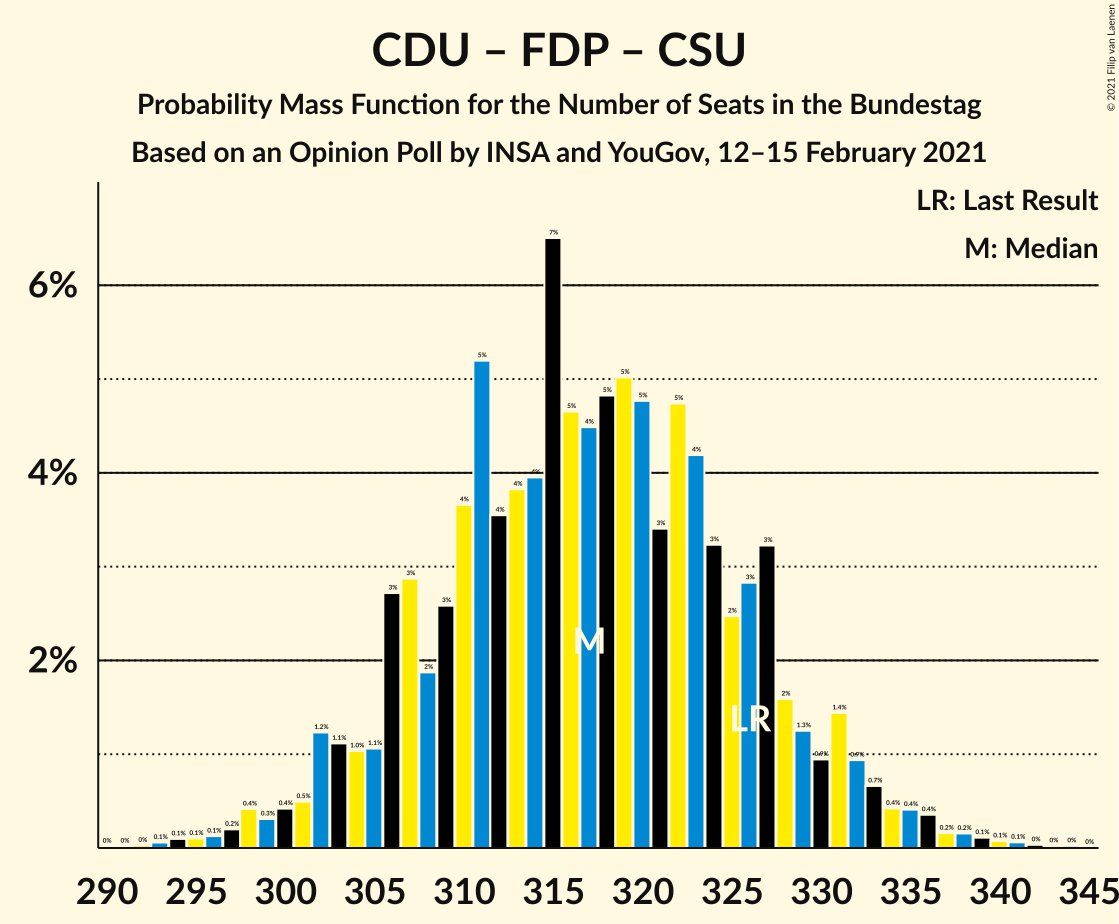 CDU – FDP – CSU
Probability Mass Function for the Number of Seats in the Bundestag
Based on an Opinion Poll by INSA and YouGov, 12–15 February 2021
© 2021 Filip van Laenen
LR: Last Result
M: Median
6%
4%
2%
0% 0% 0% 0.1% 0.1% 0.1% 0.1% 0.2% 0.4% 0.3% 0.4% 0.5% 1.2% 1.1% 1.0% 1.1% 3% 3% 2% 3% 4% 5% 4% 4% 4% 7% 5% 4% 5% 5% 5% 3% 5% 4% 3% 2% 3% 3% 2% 1.3% 0.9% 1.4% 0.9% 0.7% 0.4% 0.4% 0.4% 0.2% 0.2% 0.1% 0.1% 0.1% 0% 0% 0% 0%
M
LR
290 295 300 305 310 315 320 325 330 335 340 345